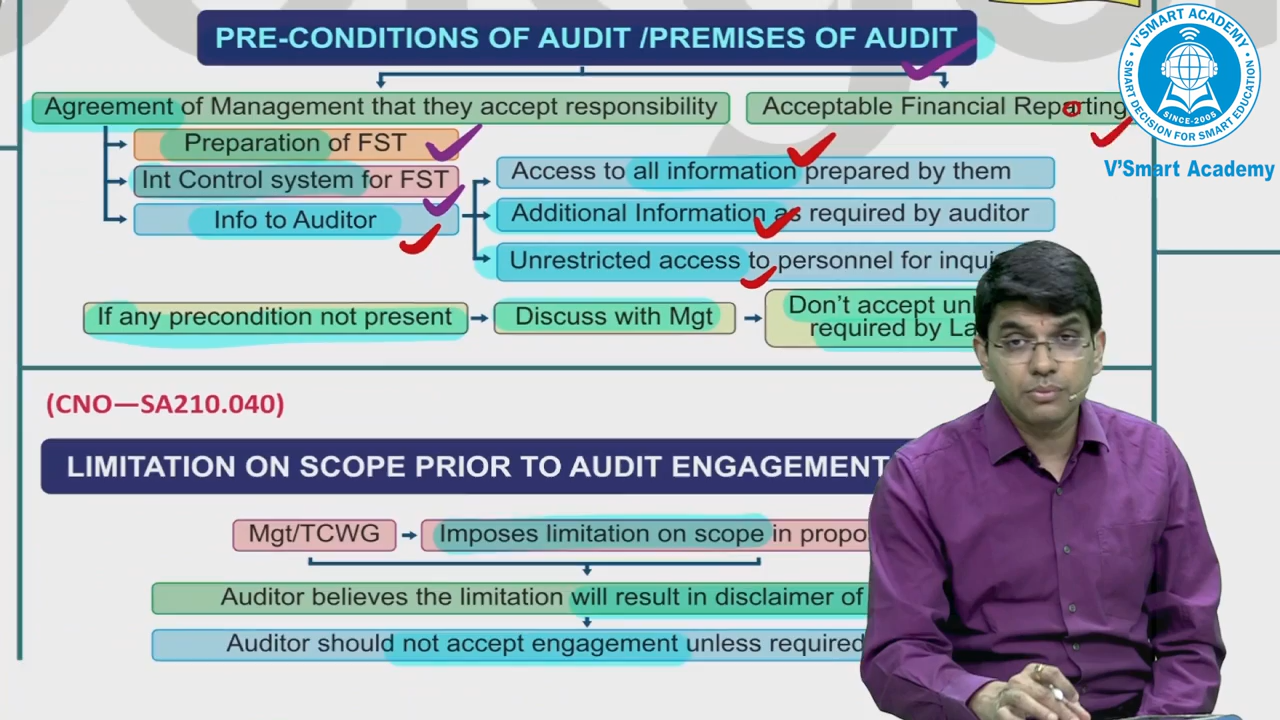 PRE-CONDITIONS OF AUDIT /PREMISES OF AUDIT
Agreement of Management that they accept responsibility
Acceptable Financial Reporting
Preparation of FST
Int Control system for FST
Info to Auditor
Access to all information prepared by them
Additional Information as required by auditor
Unrestricted access to personnel for
If any precondition not present
Discuss with Mgt
Don't accept
required by
(CNO—SA210.040)
LIMITATION ON SCOPE PRIOR TO AUDIT ENGAGEMENT
Mgt/TCWG
Imposes limitation on scope in
Auditor believes the limitation will result in disclaimer of
Auditor should not accept engagement unless required
V'SMART ACADEMY
SMART DECISION FOR SMART EDUCATION
SINCE-2005
V'Smart Academy